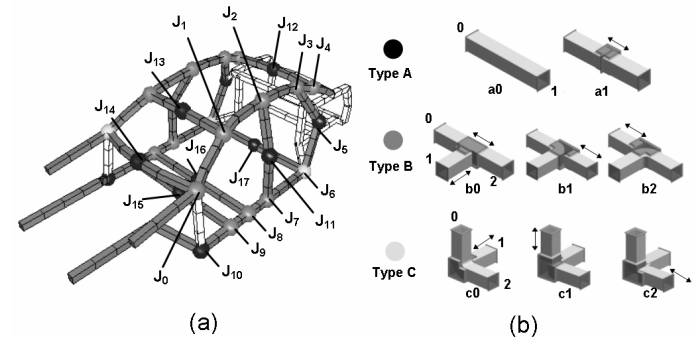 J1
J2
J12
J3
J4
J13
J14
J16
J5
J17
J6
J15
J11
J7
J8
J9
J0
J10
(a)
Type A
0
a0
1
a1
Type B
0
1
b0
2
b1
b2
Type C
0
1
2
c0
c1
c2
(b)